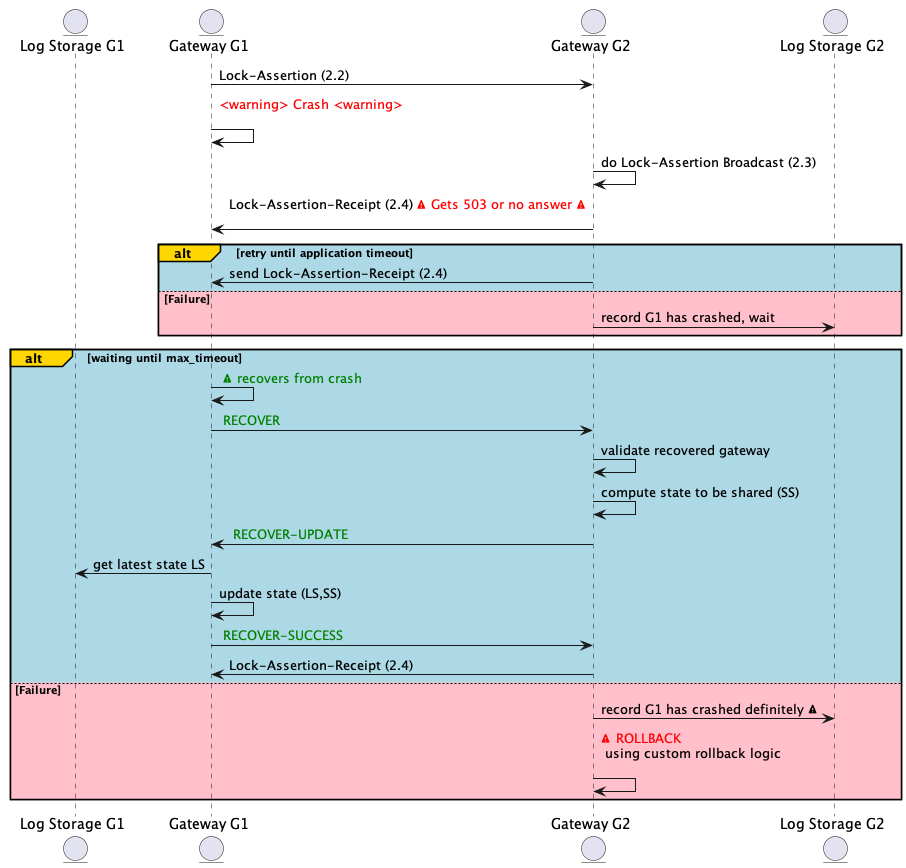 Log Storage G1 Gateway G1 Gateway G2 Log Storage G2
Lock-Assertion (2.2)
<warning> Crash <warning>
do Lock-Assertion Broadcast (2.3)
Lock-Assertion-Receipt (2.4) ⚠ Gets 503 or no answer ⚠
alt [retry until application timeout]
send Lock-Assertion-Receipt (2.4)
[Failure]
record G1 has crashed, wait
alt [waiting until max_timeout]
⚠ recovers from crash
RECOVER
validate recovered gateway
compute state to be shared (SS)
RECOVER-UPDATE
get latest state LS
update state (LS,SS)
RECOVER-SUCCESS
Lock-Assertion-Receipt (2.4)
[Failure]
record G1 has crashed definitely ⚠
⚠ ROLLBACK
using custom rollback logic
Log Storage G1 Gateway G1 Gateway G2 Log Storage G2